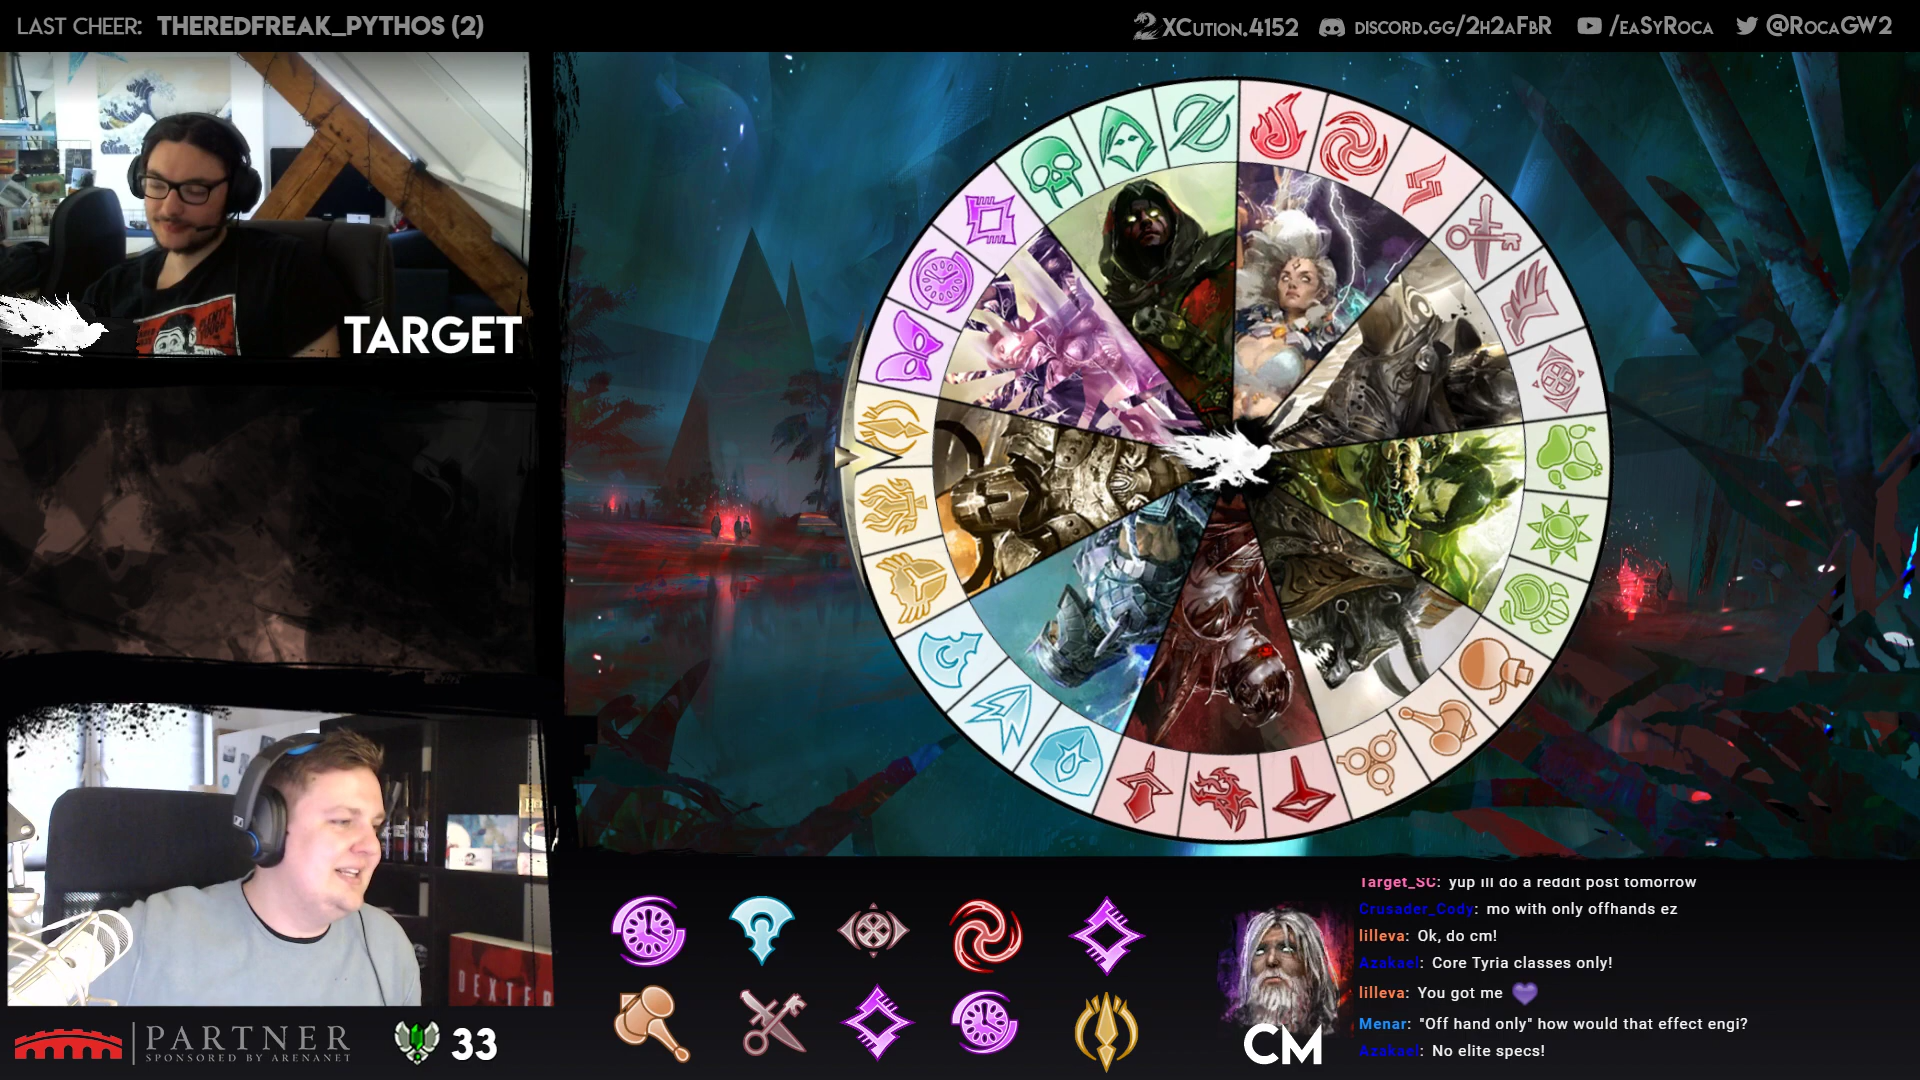 LAST CHEER: THEREDFREAK_PYTHOS (2)
XCUTION.4152
DISCORD.GG/2H2AFBR
/EASYROCA
@ROCAGW2
TARGET
DEXTER
PARTNER
SPONSORED BY ARENANET
33
CM
Target_SC: yup ill do a reddit post tomorrow
Crusader_Cody: mo with only offhands ez
lilleva: Ok, do cm!
Azakael: Core Tyria classes only!
lilleva: You got me
Menar: "Off hand only" how would that effect engi?
Azakael: No elite specs!